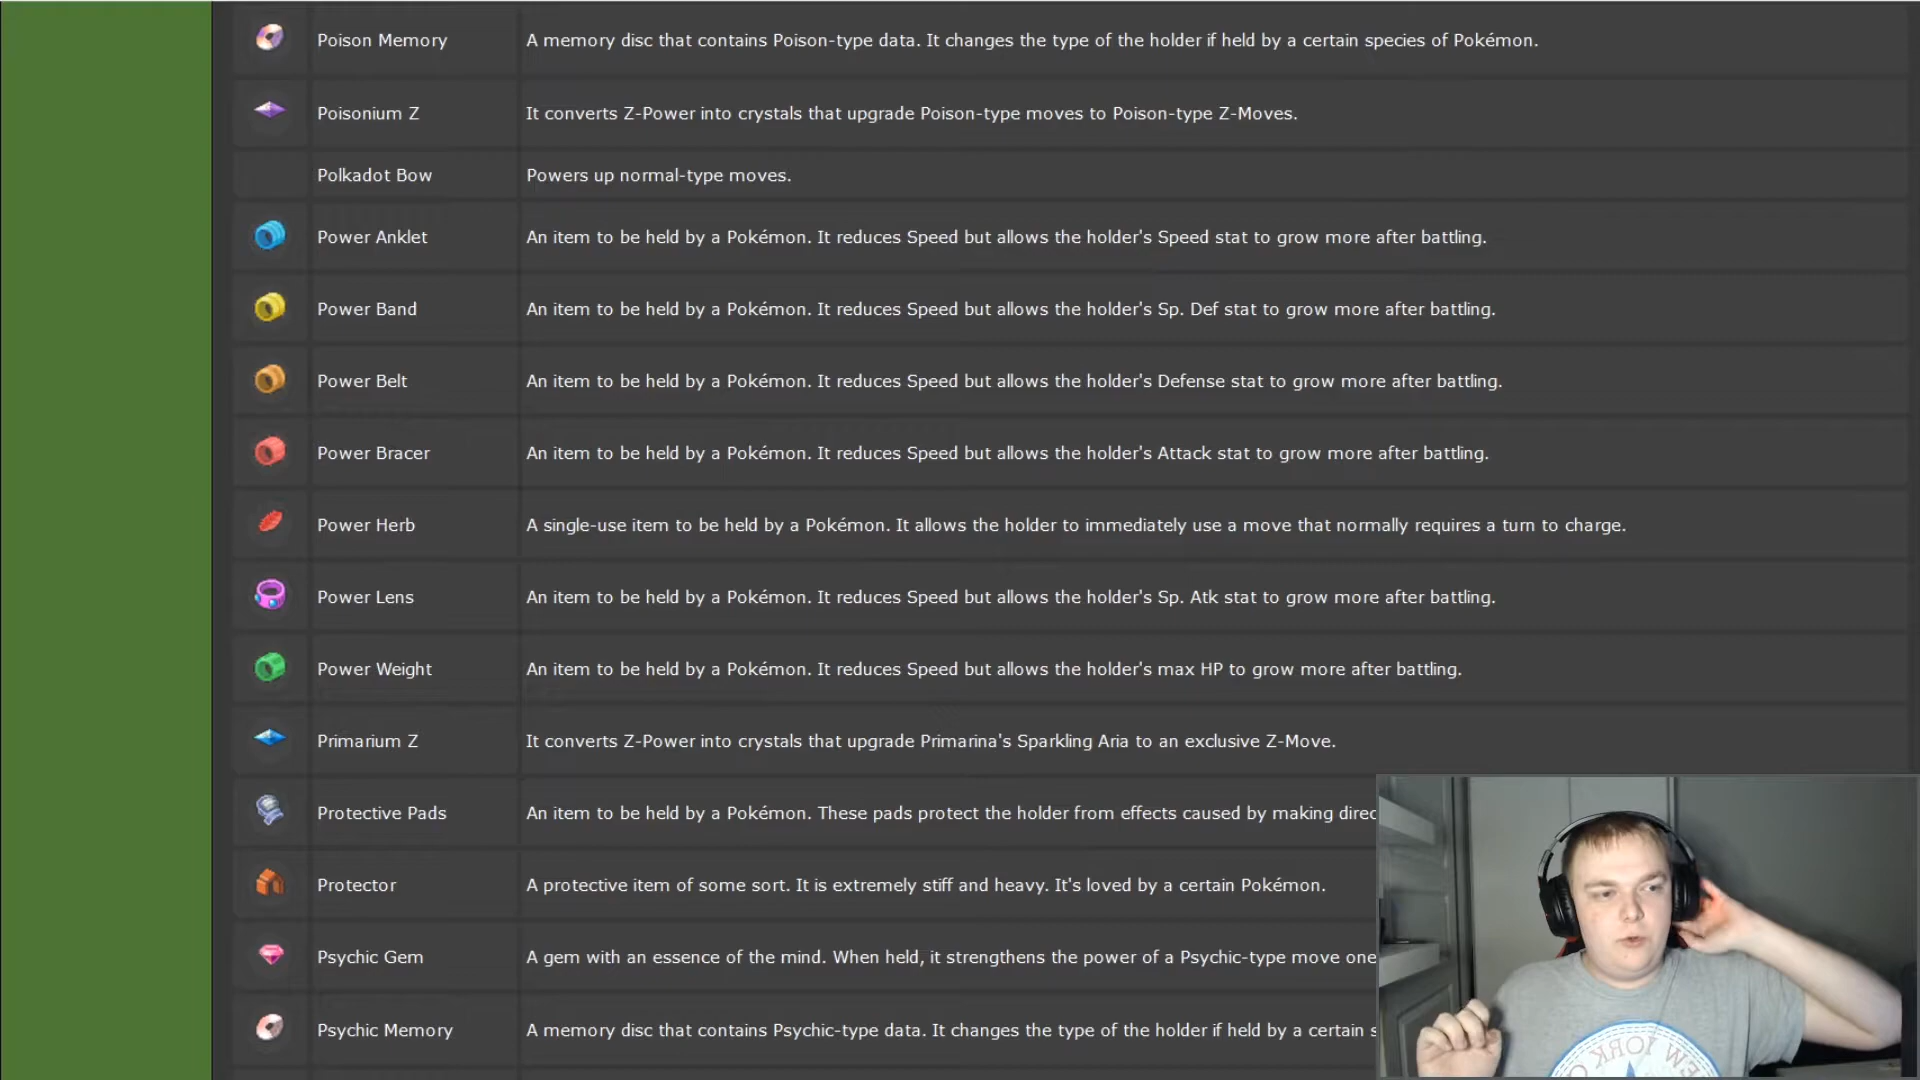 Poison Memory A memory disc that contains Poison-type data. It changes the type of the holder if held by a certain species of Pokémon.
Poisonium Z It converts Z-Power into crystals that upgrade Poison-type moves to Poison-type Z-Moves.
Polkadot Bow Powers up normal-type moves.
Power Anklet An item to be held by a Pokémon. It reduces Speed but allows the holder's Speed stat to grow more after battling.
Power Band An item to be held by a Pokémon. It reduces Speed but allows the holder's Sp. Def stat to grow more after battling.
Power Belt An item to be held by a Pokémon. It reduces Speed but allows the holder's Defense stat to grow more after battling.
Power Bracer An item to be held by a Pokémon. It reduces Speed but allows the holder's Attack stat to grow more after battling.
Power Herb A single-use item to be held by a Pokémon. It allows the holder to immediately use a move that normally requires a turn to charge.
Power Lens An item to be held by a Pokémon. It reduces Speed but allows the holder's Sp. Atk stat to grow more after battling.
Power Weight An item to be held by a Pokémon. It reduces Speed but allows the holder's max HP to grow more after battling.
Primarium Z It converts Z-Power into crystals that upgrade Primarina's Sparkling Aria to an exclusive Z-Move.
Protective Pads An item to be held by a Pokémon. These pads protect the holder from effects caused by making direc
Protector A protective item of some sort. It is extremely stiff and heavy. It's loved by a certain Pokémon.
Psychic Gem A gem with an essence of the mind. When held, it strengthens the power of a Psychic-type move one
Psychic Memory A memory disc that contains Psychic-type data. It changes the type of the holder if held by a certain s
NEW YORK